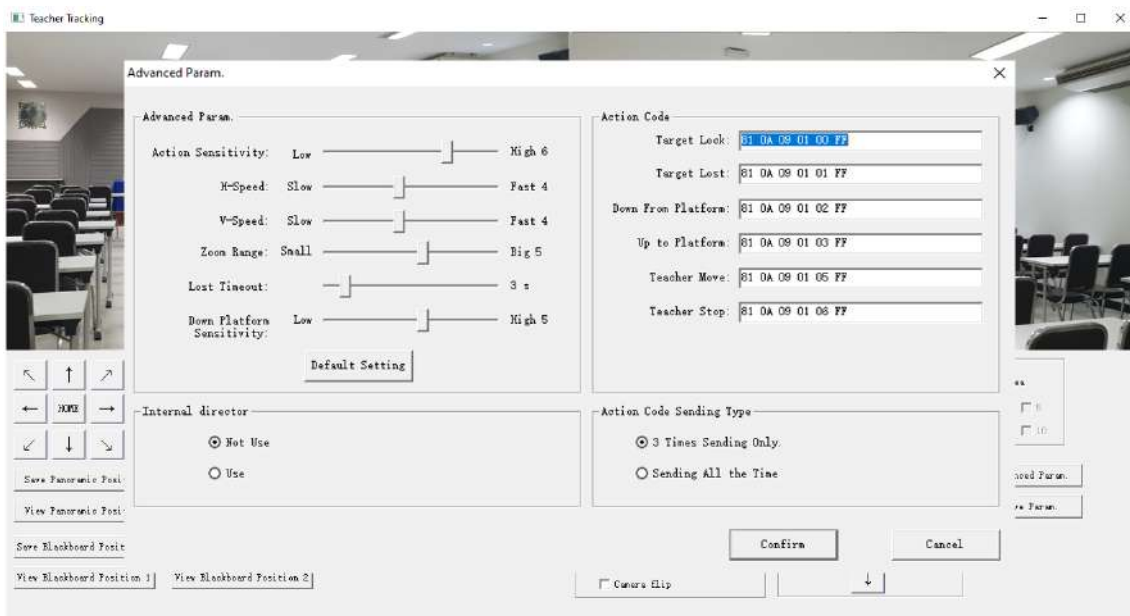 Teacher Tracking
Advanced Param.
Advanced Param.
Action Sensitivity: Low High 6
H-Speed: Slow Fast 4
V-Speed: Slow Fast 4
Zoom Range: Small Big 5
Lost Timeout: 3 s
Down Platform Sensitivity: Low High 5
Default Setting
Action Code
Target Lock: 81 0A 09 01 00 FF
Target Lost: 81 0A 09 01 01 FF
Down From Platform: 81 0A 09 01 02 FF
Up to Platform: 81 0A 09 01 03 FF
Teacher Move: 81 0A 09 01 05 FF
Teacher Stop: 81 0A 09 01 06 FF
Internal director
Not Use
Use
Action Code Sending Type
3 Times Sending Only.
Sending All the Time
Confirm Cancel
HOME
Save Panoramic Posi
View Panoramic Posi
Save Blackboard Posit
View Blackboard Position 1 View Blackboard Position 2
Camera flip
Param.
Param.
10